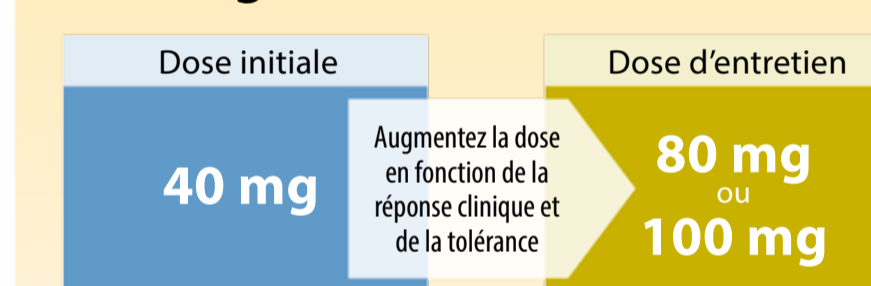 Dose initiale
40 mg
Augmentez la dose
en fonction de la
réponse clinique et
de la tolérance
Dose d’entretien
80 mg
ou
100 mg